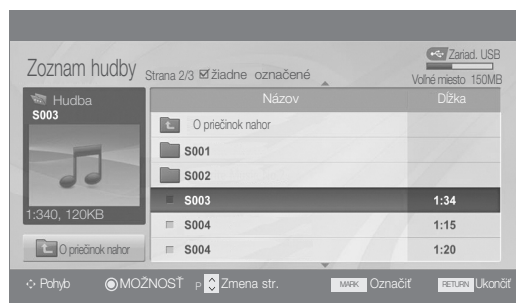 Zariad. USB
Zoznam hudby Strana 2/3 žiadne označené
Voľné miesto 150MB
Hudba
S003
Názov Dĺžka
O priečinok nahor
S001
S002
S003 1:34
1:340, 120KB
S004 1:15
O priečinok nahor
S004 1:20
Pohyb MOŽNOSŤ P Zmena str. MARK Označiť RETURN Ukončiť